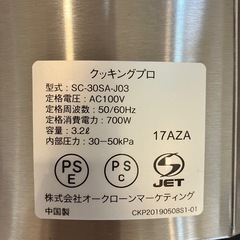 クッキングプロ
型式：SC-30SA-J03
定格電圧：AC100V
定格周波数：50/60Hz
定格消費電力：700W
容量：3.2ℓ
内部圧力：30−50kPa
17AZA
PS
E
PS
C
S
JET
株式会社オークローンマーケティング
中国製
CKP20190508S1-01